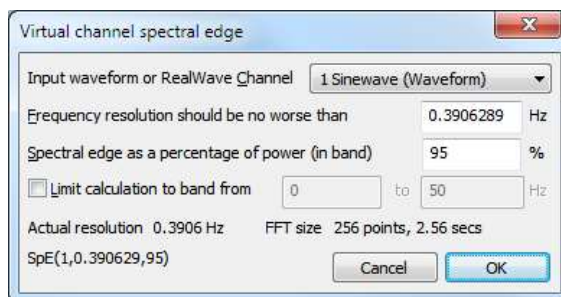 Virtual channel spectral edge
Input waveform or RealWave Channel 1 Sinewave (Waveform)
Frequency resolution should be no worse than 0.3906289 Hz
Spectral edge as a percentage of power (in band) 95 %
Limit calculation to band from 0 to 50 Hz
Actual resolution 0.3906 Hz FFT size 256 points, 2.56 secs
SpE(1,0.390629,95) Cancel OK